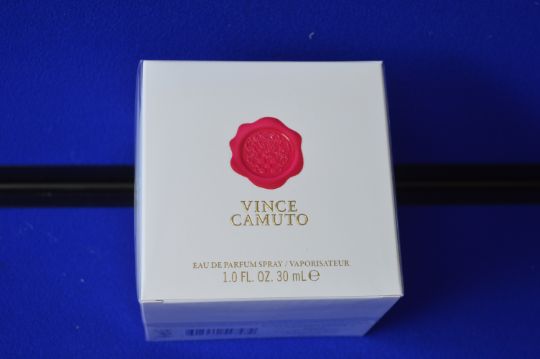 VINCE
CAMUTO
EAU DE PARFUM SPRAY / VAPORISATEUR
1.0 FL. OZ. 30 mL℮